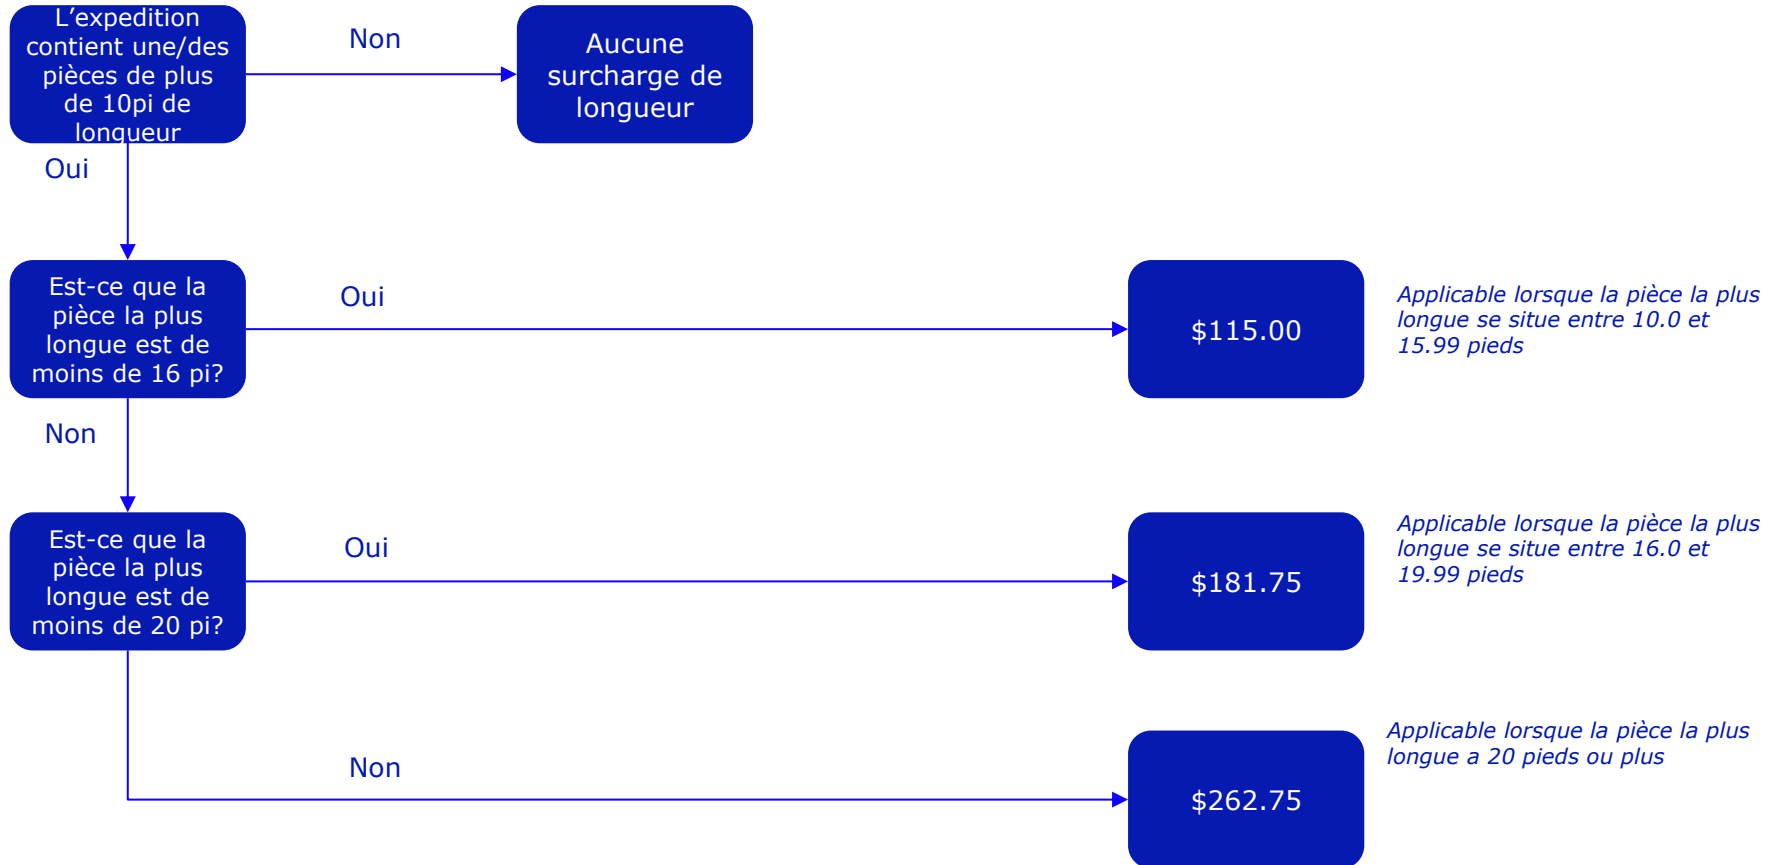 L’expedition
contient une/des
pièces de plus
de 10pi de
longueur
Non
Aucune
surcharge de
longueur
Oui
Est-ce que la
pièce la plus
longue est de
moins de 16 pi?
Oui
$115.00
Applicable lorsque la pièce la plus
longue se situe entre 10.0 et
15.99 pieds
Non
Est-ce que la
pièce la plus
longue est de
moins de 20 pi?
Oui
$181.75
Applicable lorsque la pièce la plus
longue se situe entre 16.0 et
19.99 pieds
Non
$262.75
Applicable lorsque la pièce la plus
longue a 20 pieds ou plus